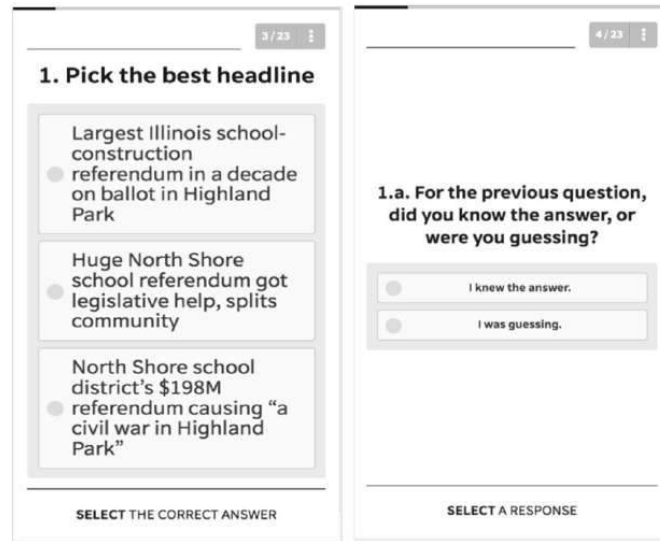 3/23
1. Pick the best headline
Largest Illinois school-
construction
referendum in a decade
on ballot in Highland
Park
Huge North Shore
school referendum got
legislative help, splits
community
North Shore school
district's $198M
referendum causing “a
civil war in Highland
Park”
SELECT THE CORRECT ANSWER
4/23
1.a. For the previous question,
did you know the answer, or
were you guessing?
I knew the answer.
I was guessing.
SELECT A RESPONSE